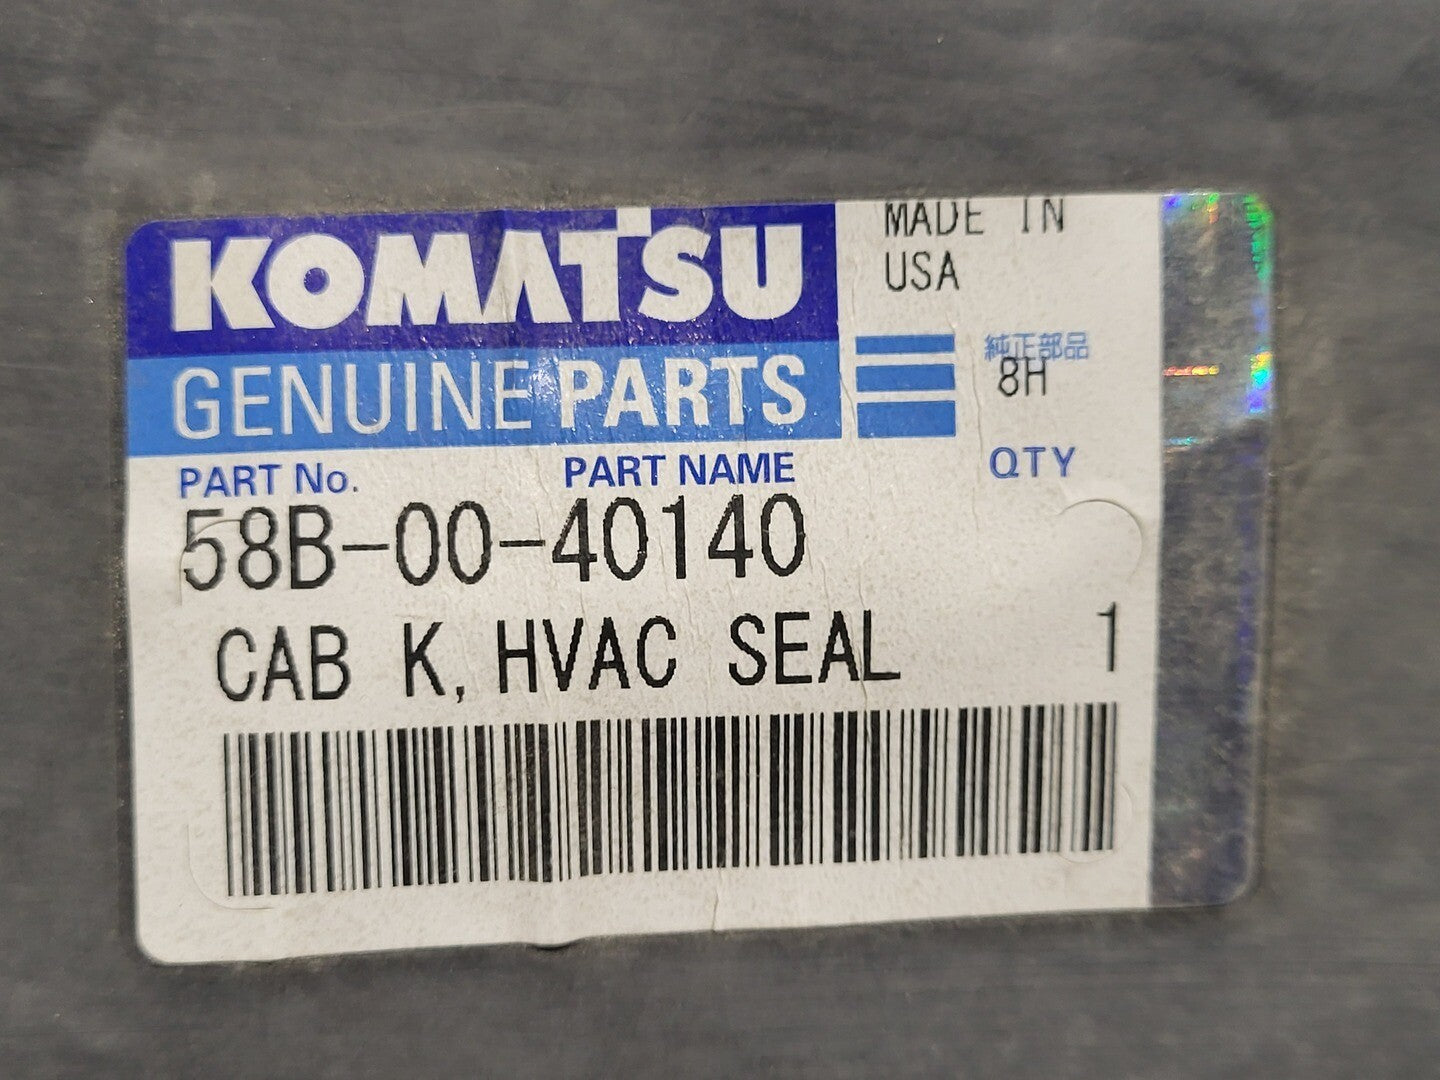 KOMATSU
MADE IN
USA
GENUINE PARTS
純正部品
8H
PART No.
PART NAME
QTY
58B-00-40140
CAB K, HVAC SEAL
1